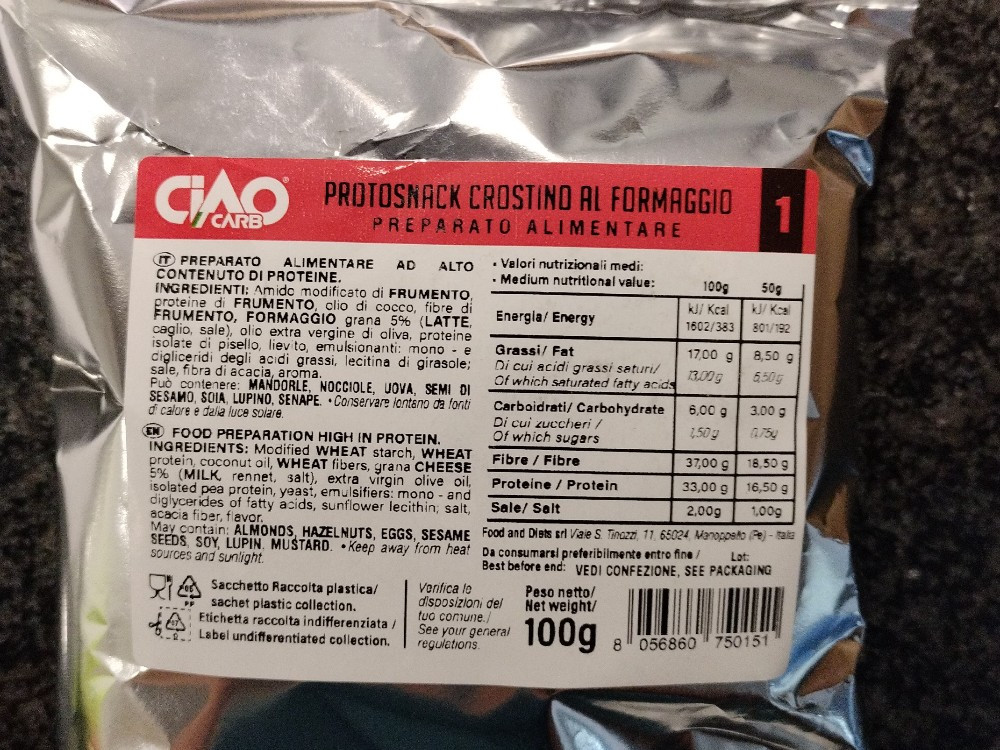 CIAO
CARB
PROTOSNACK CROSTINO AL FORMAGGIO
PREPARATO ALIMENTARE
1
IT PREPARATO ALIMENTARE AD ALTO
CONTENUTO DI PROTEINE.
INGREDIENTI: Amido modificato di FRUMENTO,
proteine di FRUMENTO, olio di cocco, fibre di
FRUMENTO, FORMAGGIO grana 5% (LATTE,
caglio, sale), olio extra vergine di oliva, proteine
isolate di pisello, lievito, emulsionanti: mono - e
digliceridi degli acidi grassi, lecitina di girasole;
sale, fibra di acacia, aroma.
Può contenere: MANDORLE, NOCCIOLE, UOVA, SEMI DI
SESAMO, SOIA, LUPINO, SENAPE. • Conservare lontano da fonti
di calore e dalla luce solare.
EN FOOD PREPARATION HIGH IN PROTEIN.
INGREDIENTS: Modified WHEAT starch, WHEAT
protein, coconut oil, WHEAT fibers, grana CHEESE
5% (MILK, rennet, salt), extra virgin olive oil,
isolated pea protein, yeast, emulsifiers: mono - and
diglycerides of fatty acids, sunflower lecithin; salt,
acacia fiber, flavor.
May contain: ALMONDS, HAZELNUTS, EGGS, SESAME
SEEDS, SOY, LUPIN, MUSTARD. • Keep away from heat
sources and sunlight.
• Valori nutrizionali medi:
• Medium nutritional value: 100g 50g
Energia/ Energy kJ/ Kcal kJ/ Kcal
1602/383 801/192
Grassi/ Fat 17,00 g 8,50 g
Di cui acidi grassi saturi/
Of which saturated fatty acids 13,00 g 6,50 g
Carboidrati/ Carbohydrate 6,00 g 3,00 g
Di cui zuccheri /
Of which sugars 1,50 g 0,75g
Fibre / Fibre 37,00 g 18,50 g
Proteine / Protein 33,00 g 16,50 g
Sale/ Salt 2,00g 1,00g
Food and Diets srl Viale S. Tinozzi, 11, 65024, Manoppello (Pe) - Italia
Da consumarsi preferibilmente entro fine / Lot:
Best before end: VEDI CONFEZIONE, SEE PACKAGING
PP
Sacchetto Raccolta plastica/
sachet plastic collection.
Etichetta raccolta indifferenziata /
Label undifferentiated collection.
Verifica le
disposizioni del
tuo comune./
See your general
regulations.
Peso netto/
Net weight/
100g
8 056860 750151